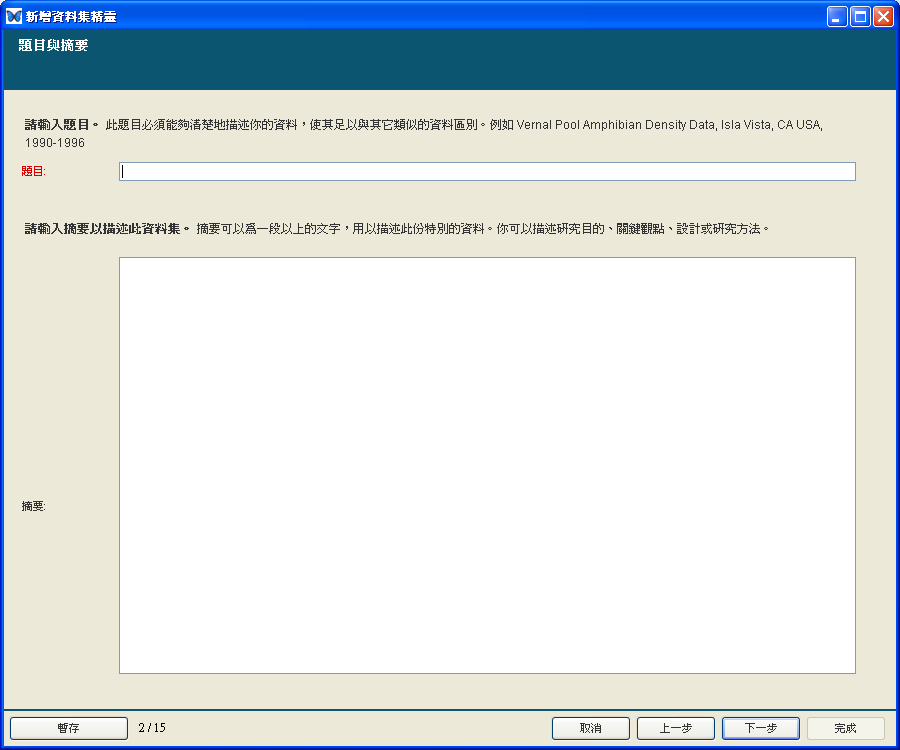 新增資料集精靈
題目與摘要
請輸入題目。 此題目必須能夠清楚地描述你的資料，使其足以與其它類似的資料區別。例如 Vernal Pool Amphibian Density Data, Isla Vista, CA USA,
1990-1996
題目:
請輸入摘要以描述此資料集。 摘要可以為一段以上的文字，用以描述此份特別的資料。你可以描述研究目的、關鍵觀點、設計或研究方法。
摘要:
暫存 2 / 15 取消 上一步 下一步 完成